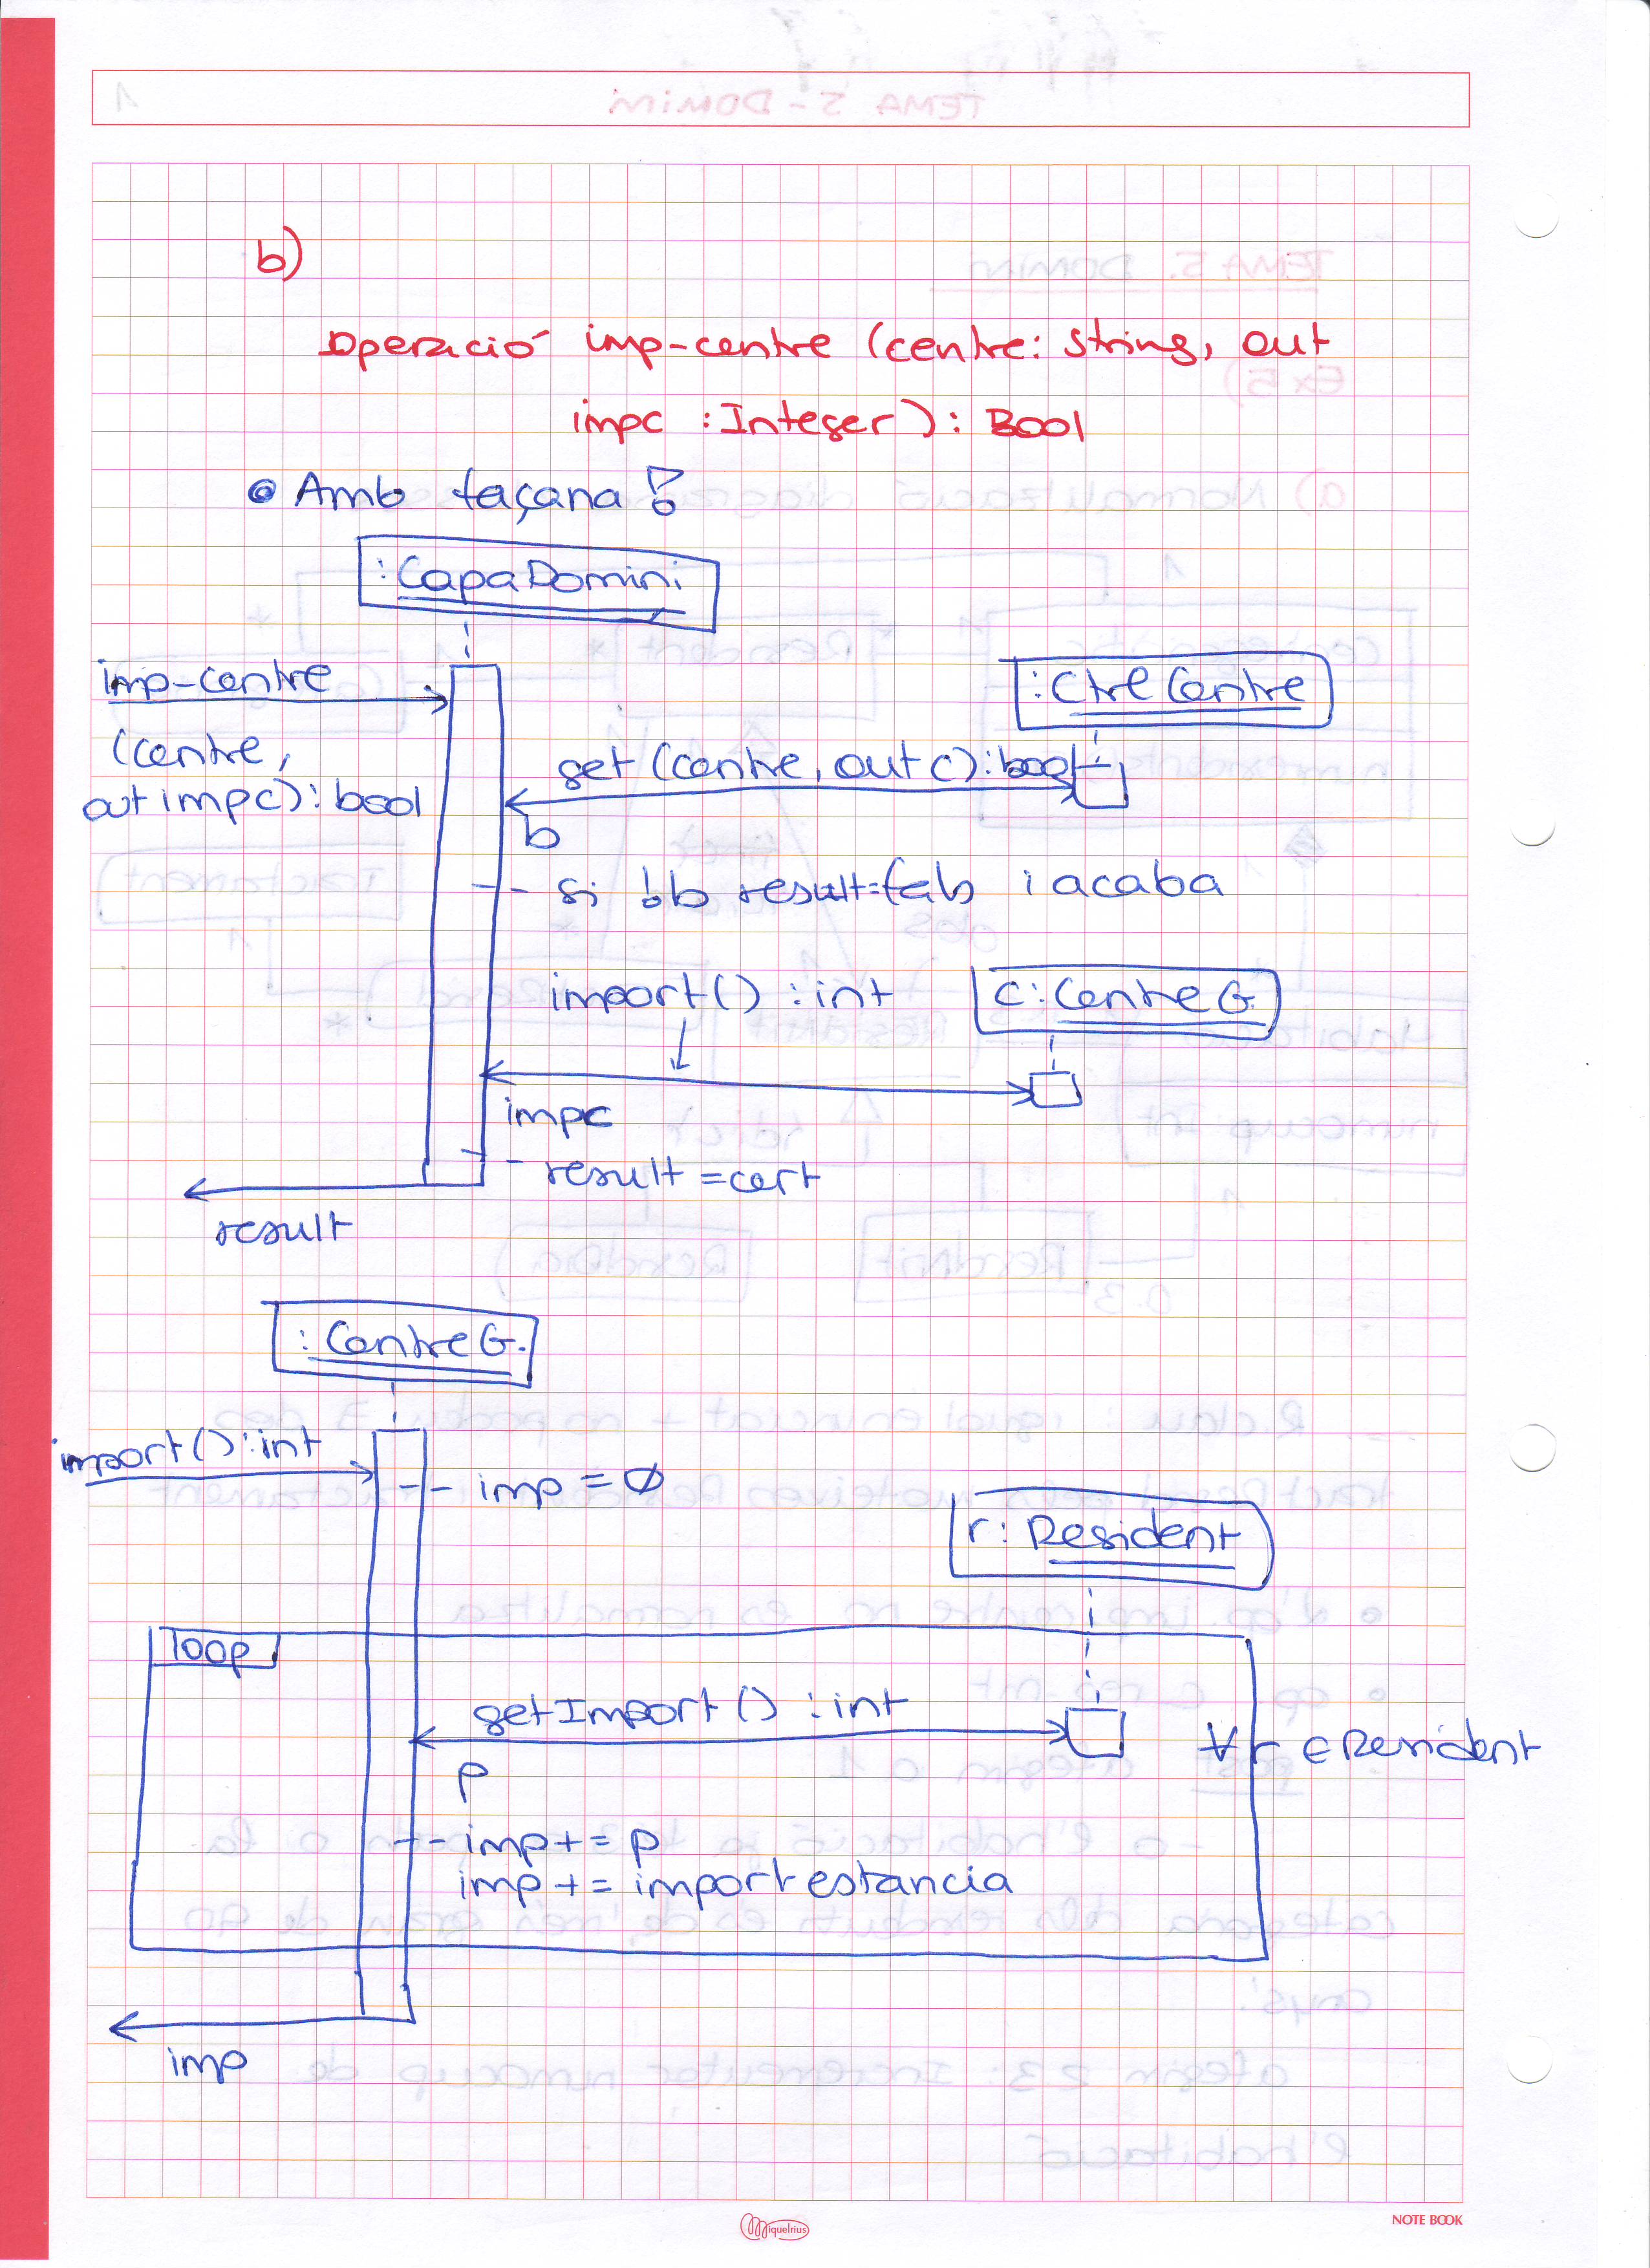 b)
Operació imp-centre (centre: String, out
impc : Integer): Bool
Amb façana!
:CapaDomini
imp-centre
(centre,
out impc): bool
:CtrlCentre
get (centre, out c): bool
b
si !b result=fals i acaba
import() : int
c: CentreG.
impc
result = cert
result
:CentreG.
import(): int
imp = Ø
r: Resident
loop
getImport() : int
∀r ∈ Resident
p
imp += p
imp += importestancia
imp
Miquelrius
NOTE BOOK